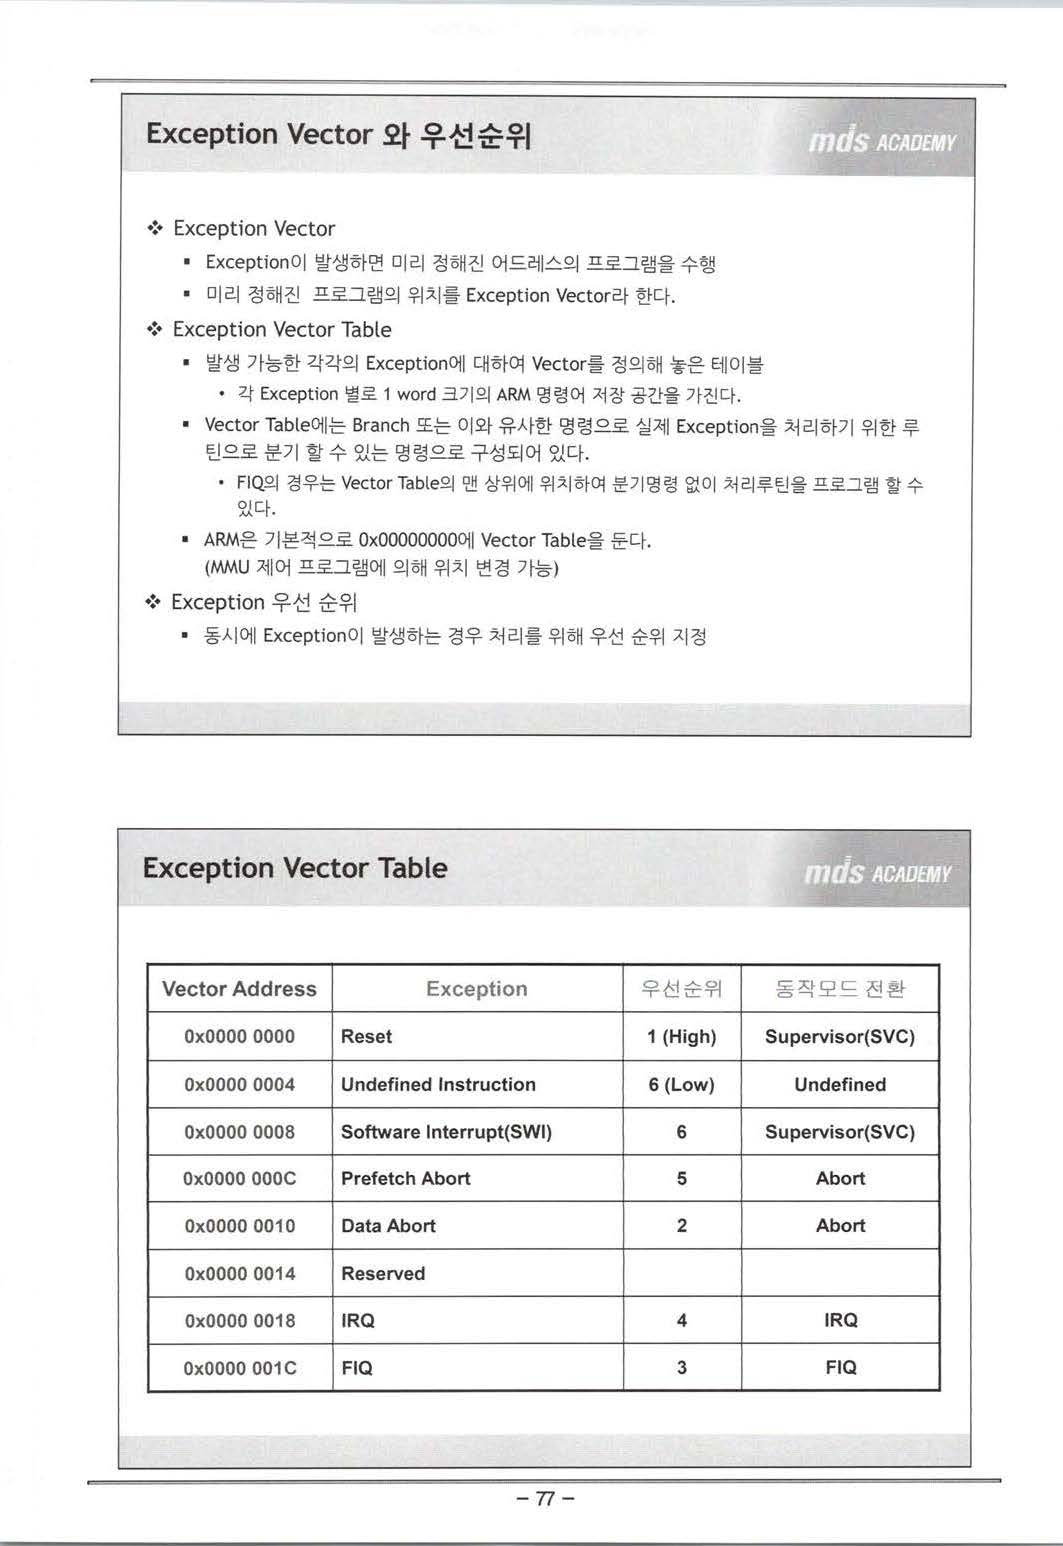 Exception Vector 와 우선순위
mds ACADEMY
❖ Exception Vector
▪ Exception이 발생하면 미리 정해진 어드레스의 프로그램을 수행
▪ 미리 정해진 프로그램의 위치를 Exception Vector라 한다.
❖ Exception Vector Table
▪ 발생 가능한 각각의 Exception에 대하여 Vector를 정의해 놓은 테이블
• 각 Exception 별로 1 word 크기의 ARM 명령어 저장 공간을 가진다.
▪ Vector Table에는 Branch 또는 이와 유사한 명령으로 실제 Exception을 처리하기 위한 루
틴으로 분기 할 수 있는 명령으로 구성되어 있다.
• FIQ의 경우는 Vector Table의 맨 상위에 위치하여 분기명령 없이 처리루틴을 프로그램 할 수
있다.
▪ ARM은 기본적으로 0x00000000에 Vector Table을 둔다.
(MMU 제어 프로그램에 의해 위치 변경 가능)
❖ Exception 우선 순위
▪ 동시에 Exception이 발생하는 경우 처리를 위해 우선 순위 지정
Exception Vector Table
mds ACADEMY
Vector Address Exception 우선순위 동작모드 전환
0x0000 0000 Reset 1 (High) Supervisor(SVC)
0x0000 0004 Undefined Instruction 6 (Low) Undefined
0x0000 0008 Software Interrupt(SWI) 6 Supervisor(SVC)
0x0000 000C Prefetch Abort 5 Abort
0x0000 0010 Data Abort 2 Abort
0x0000 0014 Reserved
0x0000 0018 IRQ 4 IRQ
0x0000 001C FIQ 3 FIQ
- 77 -